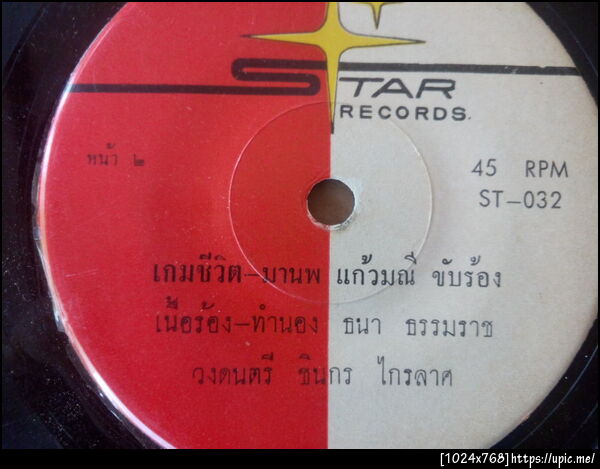 STAR
RECORDS.
หน้า ๒
45 RPM
ST-032
เกมชีวิต-มานพ แก้วมณี ขับร้อง
เนื้อร้อง-ทำนอง ธนา ธรรมราช
วงดนตรี ชินกร ไกรลาศ
[1024x768]https://upic.me/